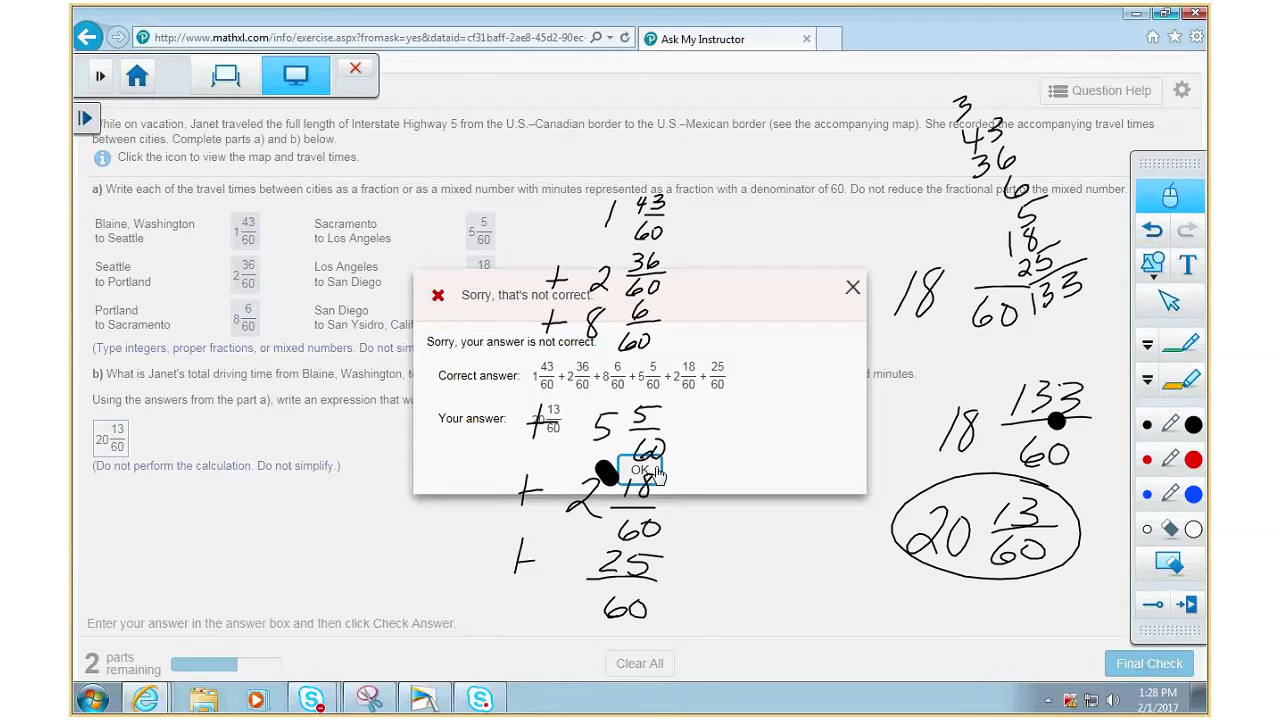 http://www.mathxl.com/info/exercise.aspx?fromask=yes&dataid=cf31baff-2ae8-45d2-90ec-
Ask My Instructor
Question Help
While on vacation, Janet traveled the full length of Interstate Highway 5 from the U.S.–Canadian border to the U.S.–Mexican border (see the accompanying map). She recorded the accompanying travel times
between cities. Complete parts a) and b) below.
Click the icon to view the map and travel times.
a) Write each of the travel times between cities as a fraction or as a mixed number with minutes represented as a fraction with a denominator of 60. Do not reduce the fractional part of the mixed number.
Blaine, Washington to Seattle 1 43/60
Sacramento to Los Angeles 5 5/60
Seattle to Portland 2 36/60
Los Angeles to San Diego 18
Portland to Sacramento 8 6/60
San Diego to San Ysidro, Calif
(Type integers, proper fractions, or mixed numbers. Do not sim
b) What is Janet's total driving time from Blaine, Washington, to
d minutes.
Using the answers from the part a), write an expression that wi
20 13/60
(Do not perform the calculation. Do not simplify.)
Sorry, that's not correct.
Sorry, your answer is not correct.
Correct answer: 1 43/60 + 2 36/60 + 8 6/60 + 5 5/60 + 2 18/60 + 25/60
Your answer: 20 13/60
OK
1 43/60
+ 2 36/60
+ 8 6/60
+ 5 5/60
+ 2 18/60
+ 25/60
3
43
36
6
5
18
25
133
18 /60
18 133/60
20 13/60
Enter your answer in the answer box and then click Check Answer.
2 parts remaining
Clear All
Final Check
T
1:28 PM
2/1/2017